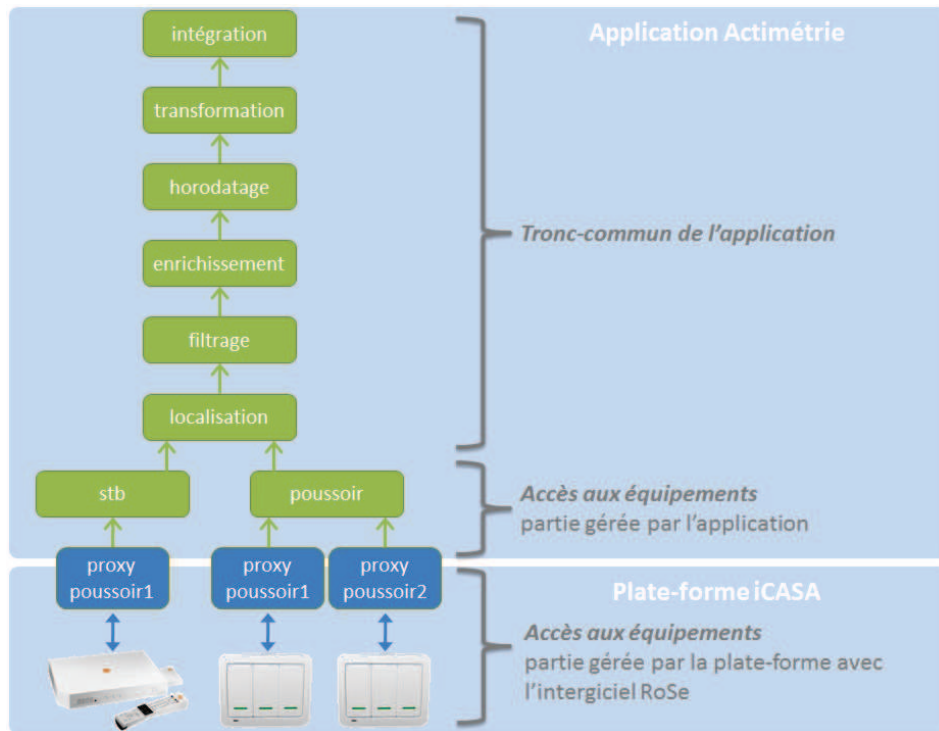 intégration
Application Actimétrie
transformation
horodatage
Tronc-commun de l'application
enrichissement
filtrage
localisation
stb
poussoir
Accès aux équipements
partie gérée par l'application
proxy
poussoir1
proxy
poussoir1
proxy
poussoir2
Plate-forme iCASA
Accès aux équipements
partie gérée par la plate-forme avec
l'intergiciel RoSe